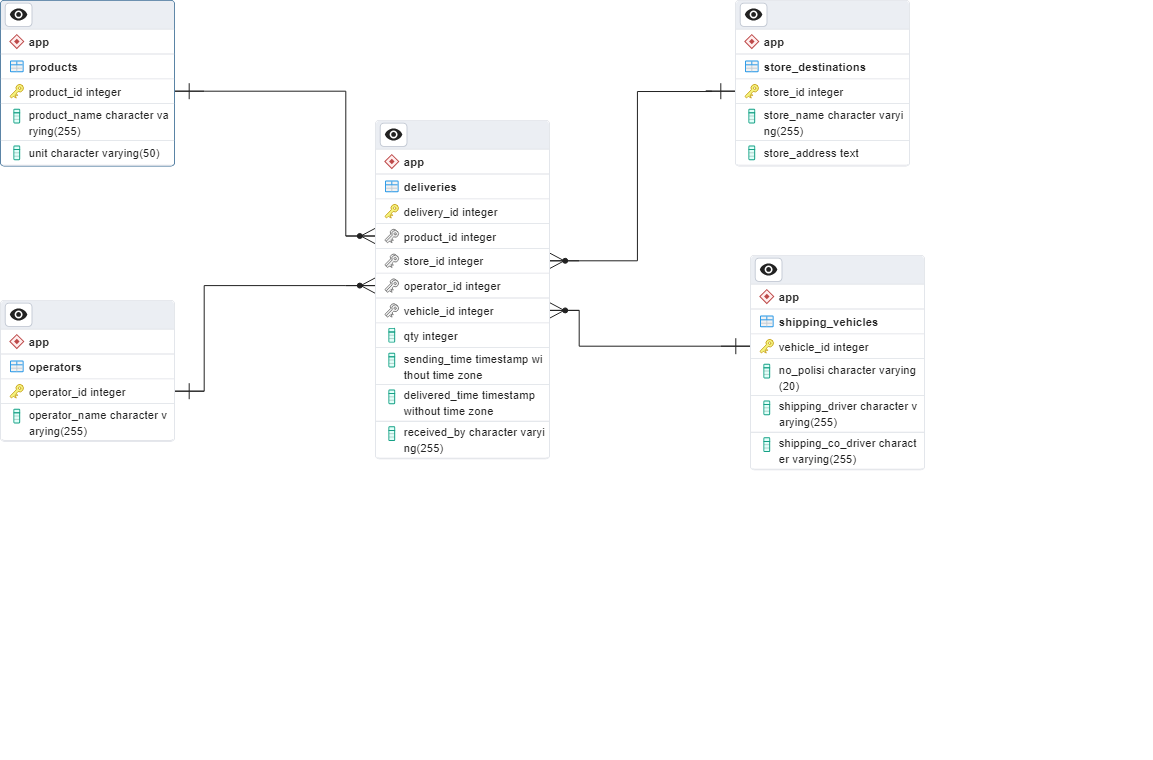 app
products
product_id integer
product_name character va
rying(255)
unit character varying(50)
app
operators
operator_id integer
operator_name character v
arying(255)
app
deliveries
delivery_id integer
product_id integer
store_id integer
operator_id integer
vehicle_id integer
qty integer
sending_time timestamp wi
thout time zone
delivered_time timestamp
without time zone
received_by character varyi
ng(255)
app
store_destinations
store_id integer
store_name character varyi
ng(255)
store_address text
app
shipping_vehicles
vehicle_id integer
no_polisi character varying
(20)
shipping_driver character v
arying(255)
shipping_co_driver charact
er varying(255)